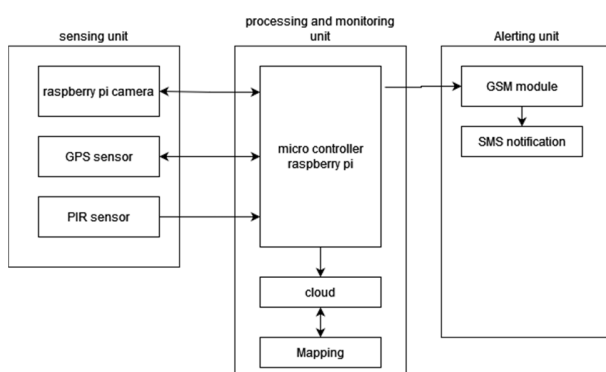 sensing unit
raspberry pi camera
GPS sensor
PIR sensor
processing and monitoring
unit
micro controller
raspberry pi
cloud
Mapping
Alerting unit
GSM module
SMS notification